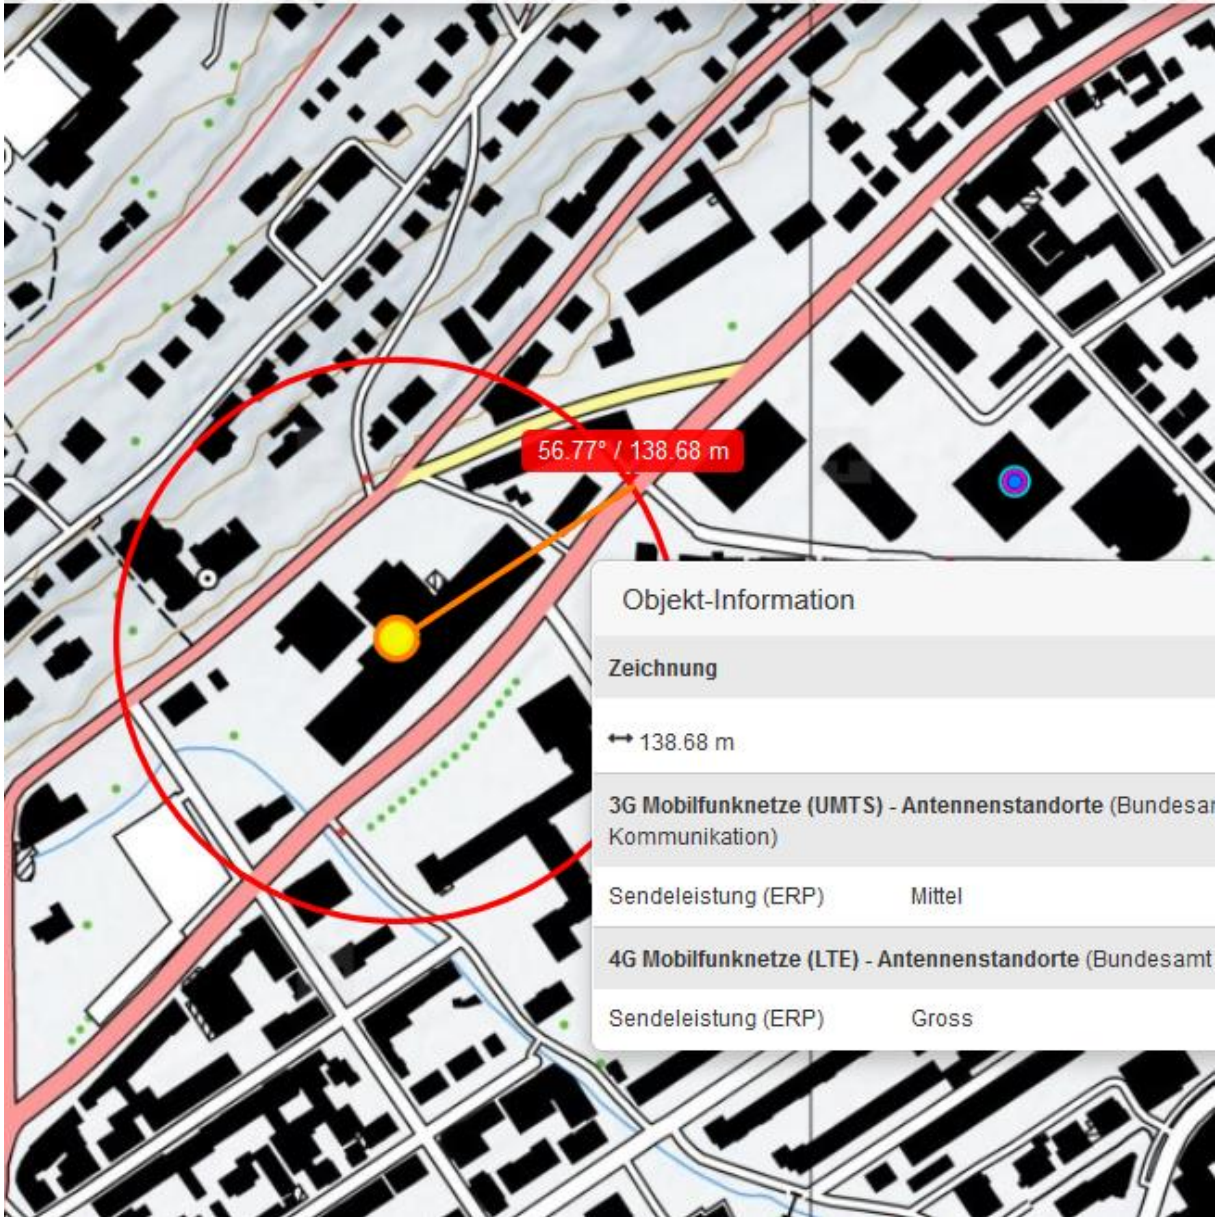 56.77° / 138.68 m
Objekt-Information
Zeichnung
138.68 m
3G Mobilfunknetze (UMTS) - Antennenstandorte (Bundesam
Kommunikation)
Sendeleistung (ERP) Mittel
4G Mobilfunknetze (LTE) - Antennenstandorte (Bundesamt
Sendeleistung (ERP) Gross